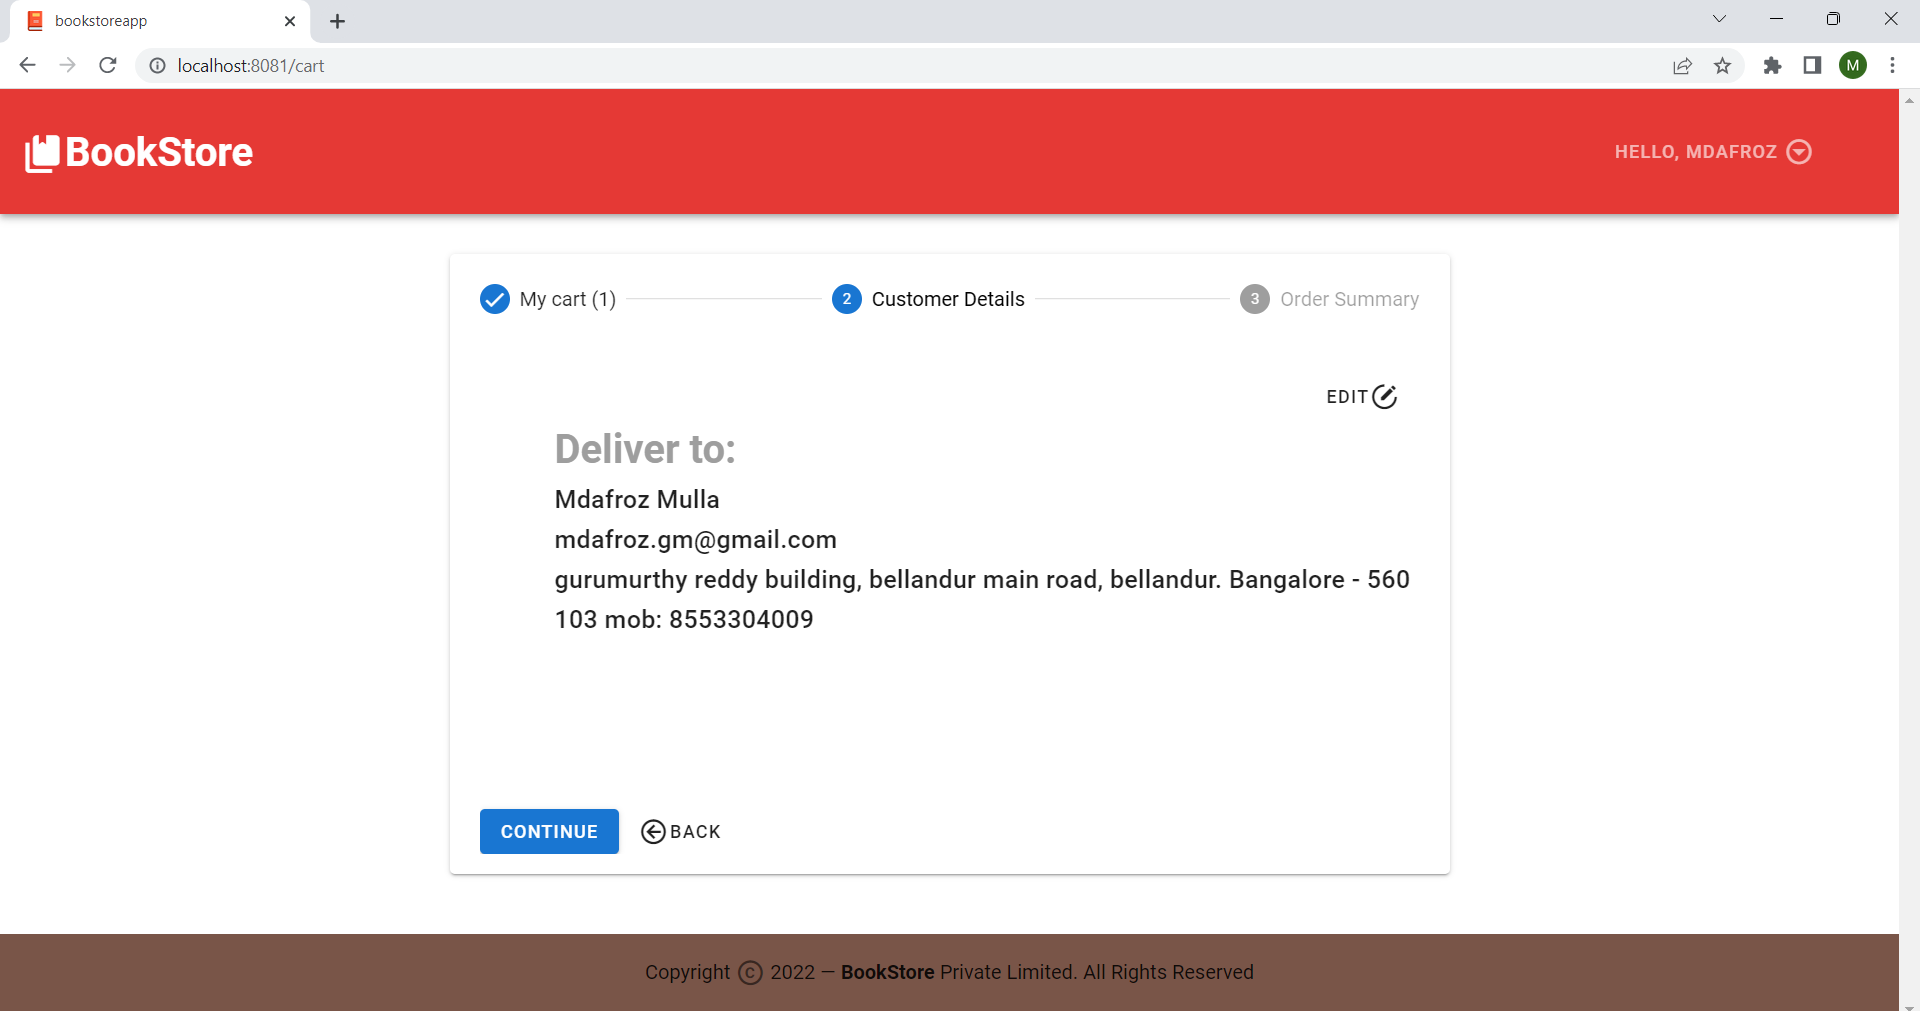 bookstoreapp
localhost:8081/cart
M
BookStore
HELLO, MDAFROZ
My cart (1)
2 Customer Details
3 Order Summary
EDIT
Deliver to:
Mdafroz Mulla
mdafroz.gm@gmail.com
gurumurthy reddy building, bellandur main road, bellandur. Bangalore - 560
103 mob: 8553304009
CONTINUE
BACK
Copyright © 2022 — BookStore Private Limited. All Rights Reserved